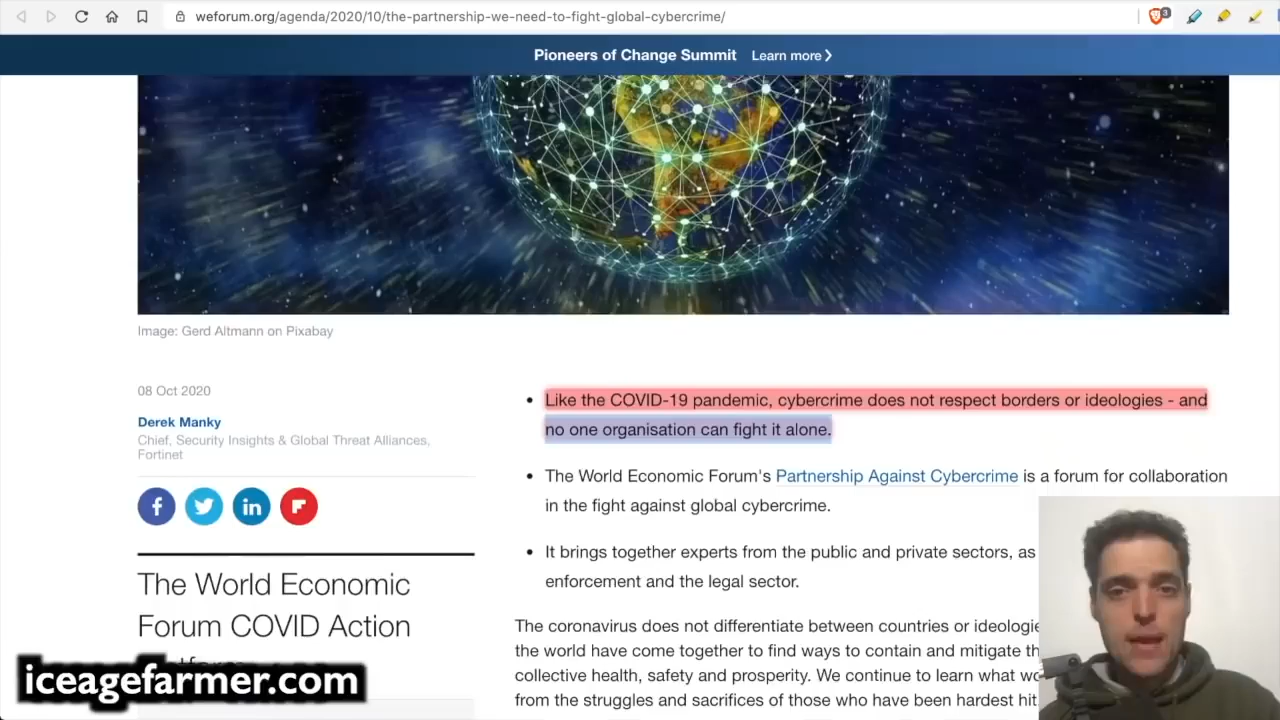 weforum.org/agenda/2020/10/the-partnership-we-need-to-fight-global-cybercrime/
3
Pioneers of Change Summit Learn more
Image: Gerd Altmann on Pixabay
08 Oct 2020
Derek Manky
Chief, Security Insights & Global Threat Alliances,
Fortinet
The World Economic
Forum COVID Action
• Like the COVID-19 pandemic, cybercrime does not respect borders or ideologies - and
no one organisation can fight it alone.
• The World Economic Forum's Partnership Against Cybercrime is a forum for collaboration
in the fight against global cybercrime.
• It brings together experts from the public and private sectors, as
enforcement and the legal sector.
The coronavirus does not differentiate between countries or
the world have come together to find ways to contain and mitigate
collective health, safety and prosperity. We continue to learn what
from the struggles and sacrifices of those who have been hardest hit
iceagefarmer.com